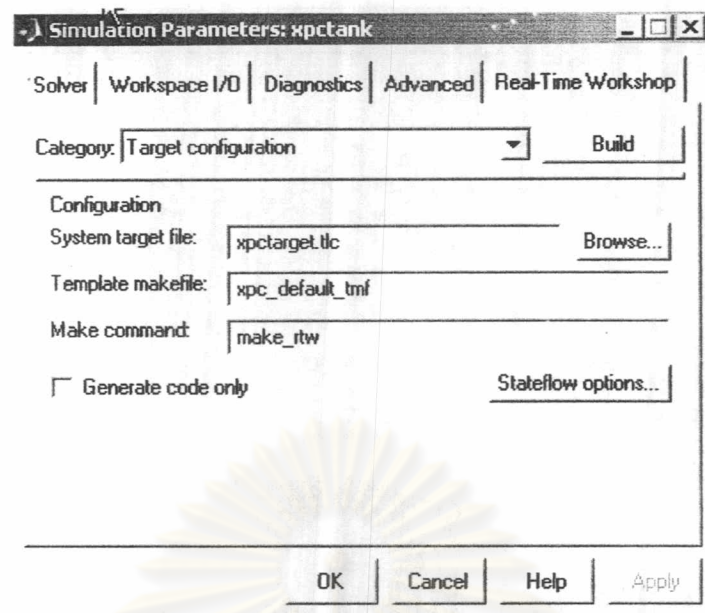 Simulation Parameters: xpctank
Solver Workspace I/O Diagnostics Advanced Real-Time Workshop
Category: Target configuration Build
Configuration
System target file: xpctarget.tlc Browse...
Template makefile: xpc_default_tmf
Make command: make_rtw
Generate code only Stateflow options...
OK Cancel Help Apply